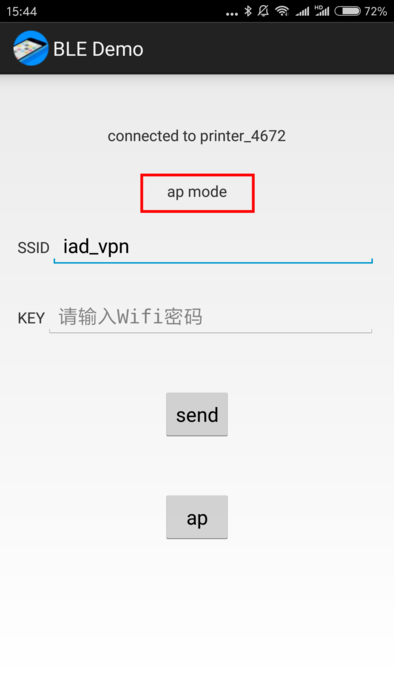 15:44
72%
BLE Demo
connected to printer_4672
ap mode
SSID iad_vpn
KEY 请输入Wifi密码
send
ap